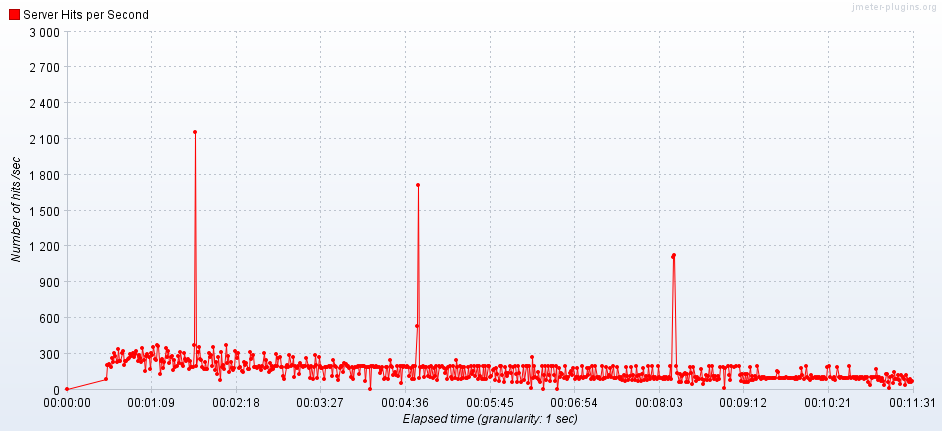 Server Hits per Second
jmeter-plugins.org
3 000
2 700
2 400
2 100
1 800
1 500
1 200
900
600
300
0
Number of hits /sec
00:00:00 00:01:09 00:02:18 00:03:27 00:04:36 00:05:45 00:06:54 00:08:03 00:09:12 00:10:21 00:11:31
Elapsed time (granularity: 1 sec)